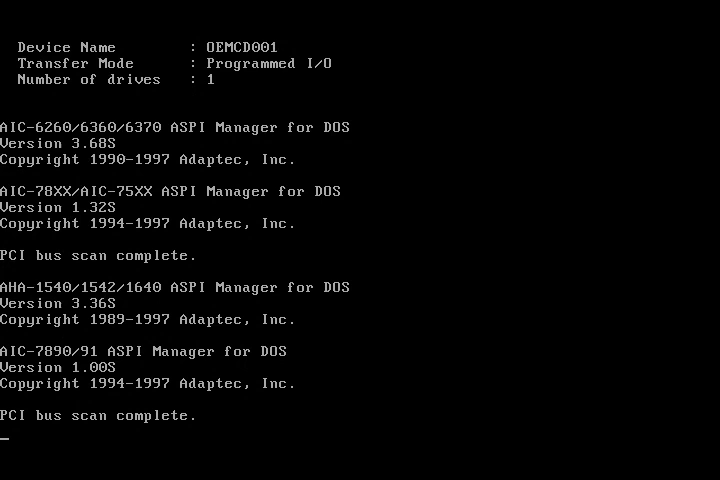 Device Name : OEMCD001
Transfer Mode : Programmed I/O
Number of drives : 1
AIC-6260/6360/6370 ASPI Manager for DOS
Version 3.68S
Copyright 1990-1997 Adaptec, Inc.
AIC-78XX/AIC-75XX ASPI Manager for DOS
Version 1.32S
Copyright 1994-1997 Adaptec, Inc.
PCI bus scan complete.
AHA-1540/1542/1640 ASPI Manager for DOS
Version 3.36S
Copyright 1989-1997 Adaptec, Inc.
AIC-7890/91 ASPI Manager for DOS
Version 1.00S
Copyright 1994-1997 Adaptec, Inc.
PCI bus scan complete.